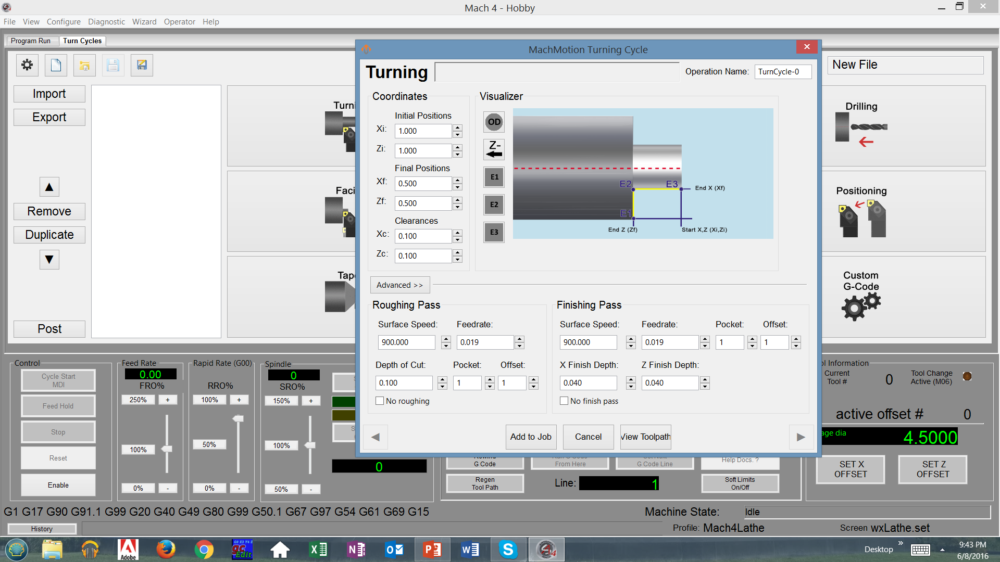 Mach 4 - Hobby
File View Configure Diagnostic Wizard Operator Help
Program Run Turn Cycles
MachMotion Turning Cycle
Turning
Operation Name: TurnCycle-0
New File
Import
Export
Remove
Duplicate
Post
Turni
Faci
Tape
Coordinates
Initial Positions
Xi: 1.000
Zi: 1.000
Final Positions
Xf: 0.500
Zf: 0.500
Clearances
Xc: 0.100
Zc: 0.100
Visualizer
OD
Z-
E1
E2
E3
E2 E3 End X (Xf)
E1
End Z (Zf) Start X,Z (Xi,Zi)
Drilling
Positioning
Custom
G-Code
Advanced >>
Roughing Pass
Surface Speed: Feedrate:
900.000 0.019
Depth of Cut: Pocket: Offset:
0.100 1 1
No roughing
Finishing Pass
Surface Speed: Feedrate: Pocket: Offset:
900.000 0.019 1 1
X Finish Depth: Z Finish Depth:
0.040 0.040
No finish pass
Add to Job Cancel View Toolpath
Control
Cycle Start
MDI
Feed Hold
Stop
Reset
Enable
Feed Rate
0.00
FRO%
250% +
100%
0% -
Rapid Rate (G00)
RRO%
100% +
50%
0% -
Spindle
0
SRO%
150% +
100%
50% -
0
G Code
From Here
G Code Line
Help Docs. ?
Regen
Tool Path
Line: 1
Soft Limits
On/Off
ol Information
Current
Tool # 0
Tool Change
Active (M06)
active offset # 0
age dia 4.5000
SET X
OFFSET
SET Z
OFFSET
G1 G17 G90 G91.1 G99 G20 G40 G49 G80 G99 G50.1 G67 G97 G54 G61 G69 G15
Machine State: Idle
History
Profile: Mach4Lathe
Screen wxLathe.set
Adobe
G0 X3 Y4 Z
gc
Edit
Desktop »
9:43 PM
6/8/2016